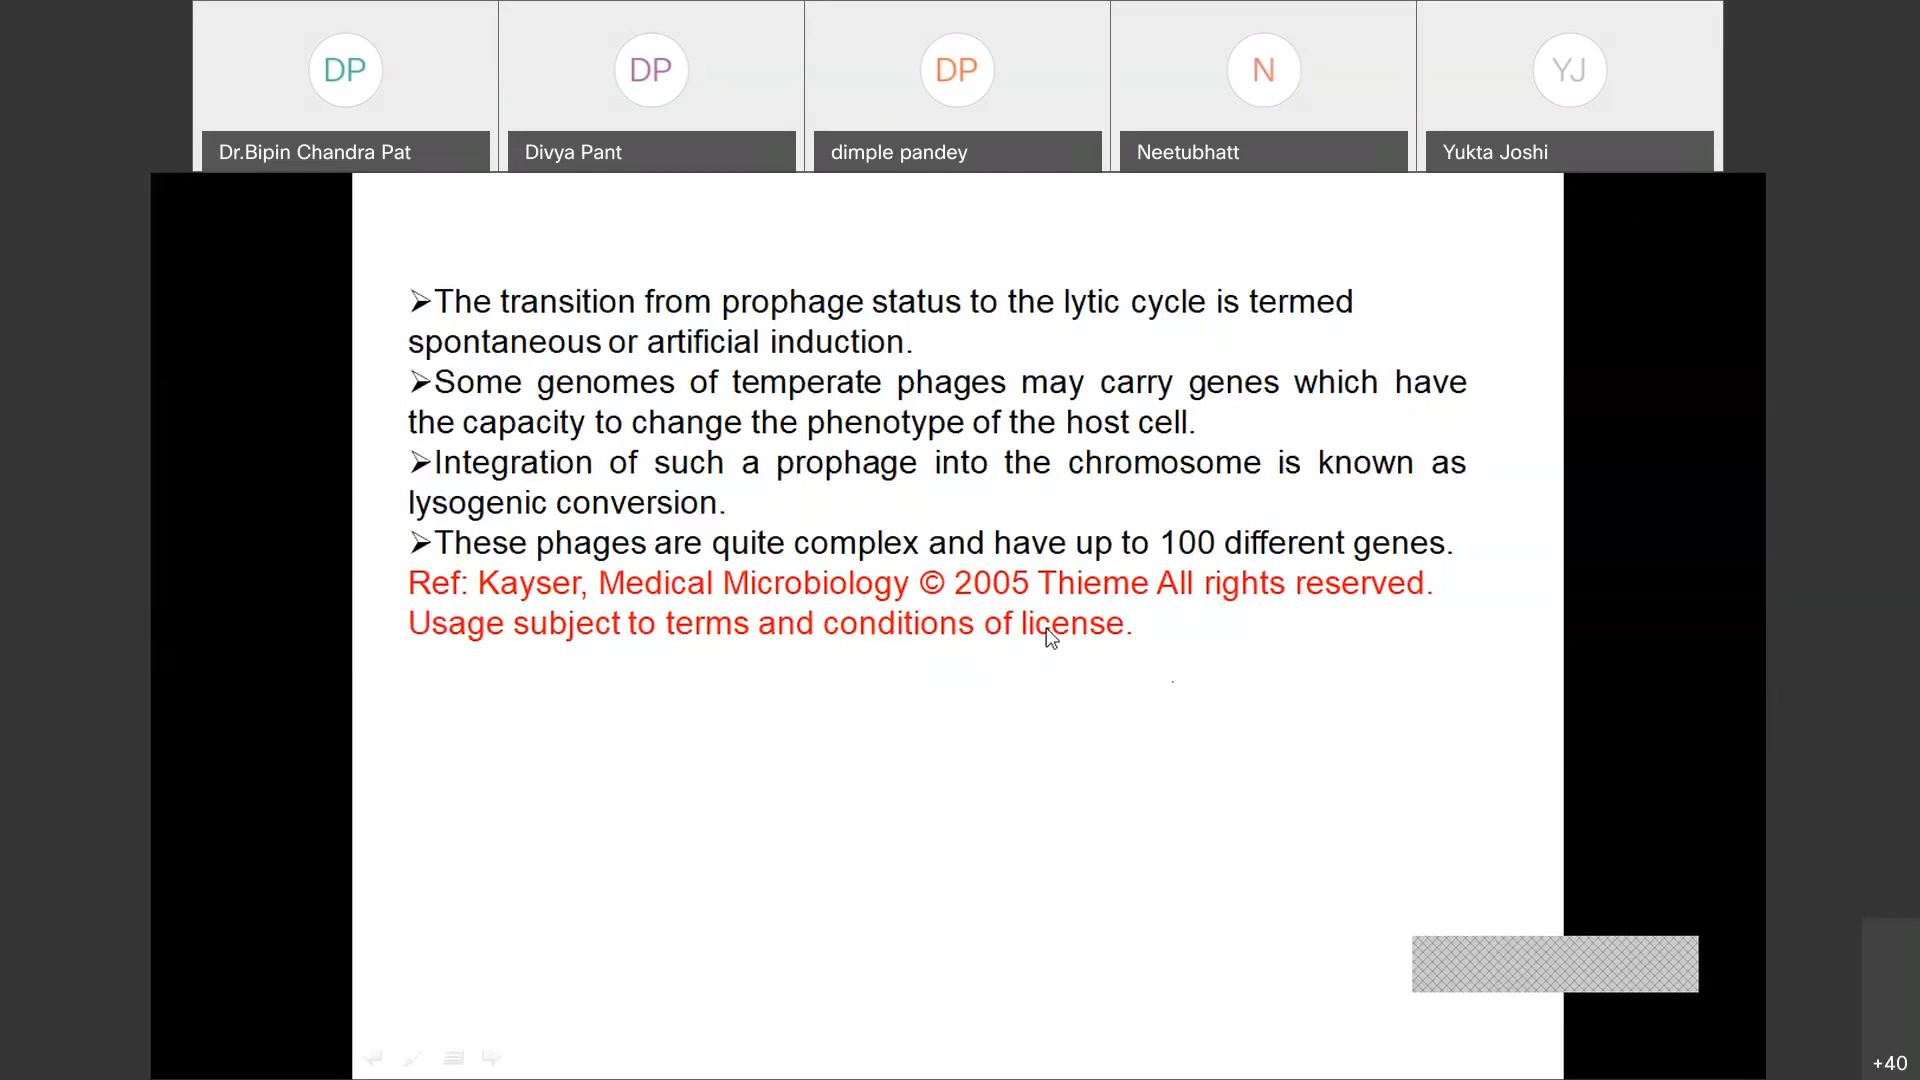 DP DP DP N YJ
Dr.Bipin Chandra Pat Divya Pant dimple pandey Neetubhatt Yukta Joshi
➢The transition from prophage status to the lytic cycle is termed
spontaneous or artificial induction.
➢Some genomes of temperate phages may carry genes which have
the capacity to change the phenotype of the host cell.
➢Integration of such a prophage into the chromosome is known as
lysogenic conversion.
➢These phages are quite complex and have up to 100 different genes.
Ref: Kayser, Medical Microbiology © 2005 Thieme All rights reserved.
Usage subject to terms and conditions of license.
+40